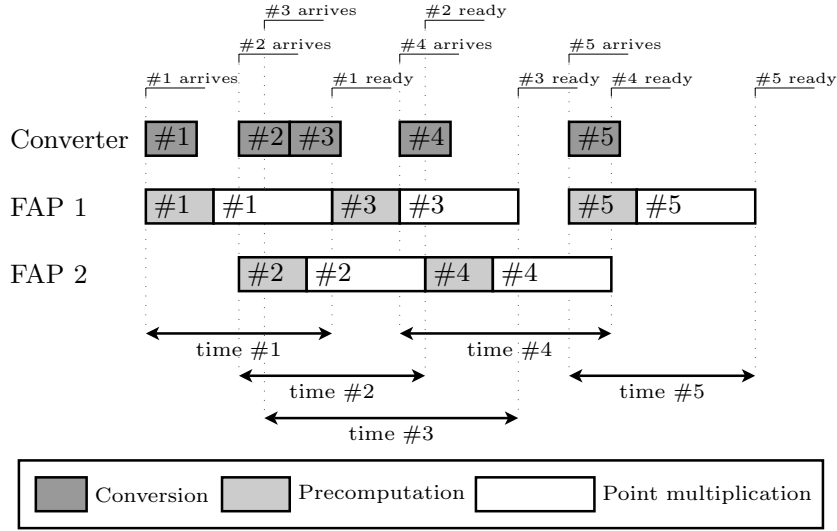 #3 arrives #2 ready
#2 arrives #4 arrives #5 arrives
#1 arrives #1 ready #3 ready #4 ready #5 ready
Converter #1 #2 #3 #4 #5
FAP 1 #1 #1 #3 #3 #5 #5
FAP 2 #2 #2 #4 #4
time #1 time #4
time #2 time #5
time #3
Conversion Precomputation Point multiplication